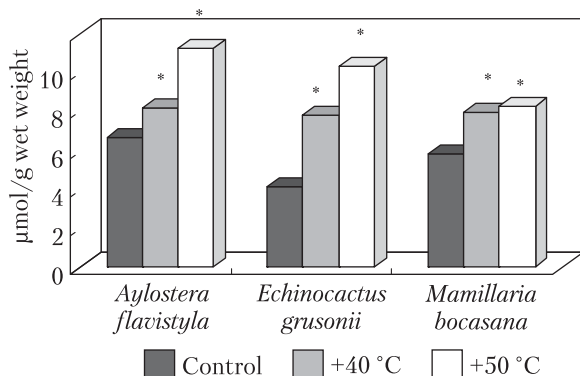 µmol/g wet weight
10
8
6
4
2
0
* * * * * *
Aylostera
flavistyla
Echinocactus
grusonii
Mamillaria
bocasana
Control +40 °C +50 °C